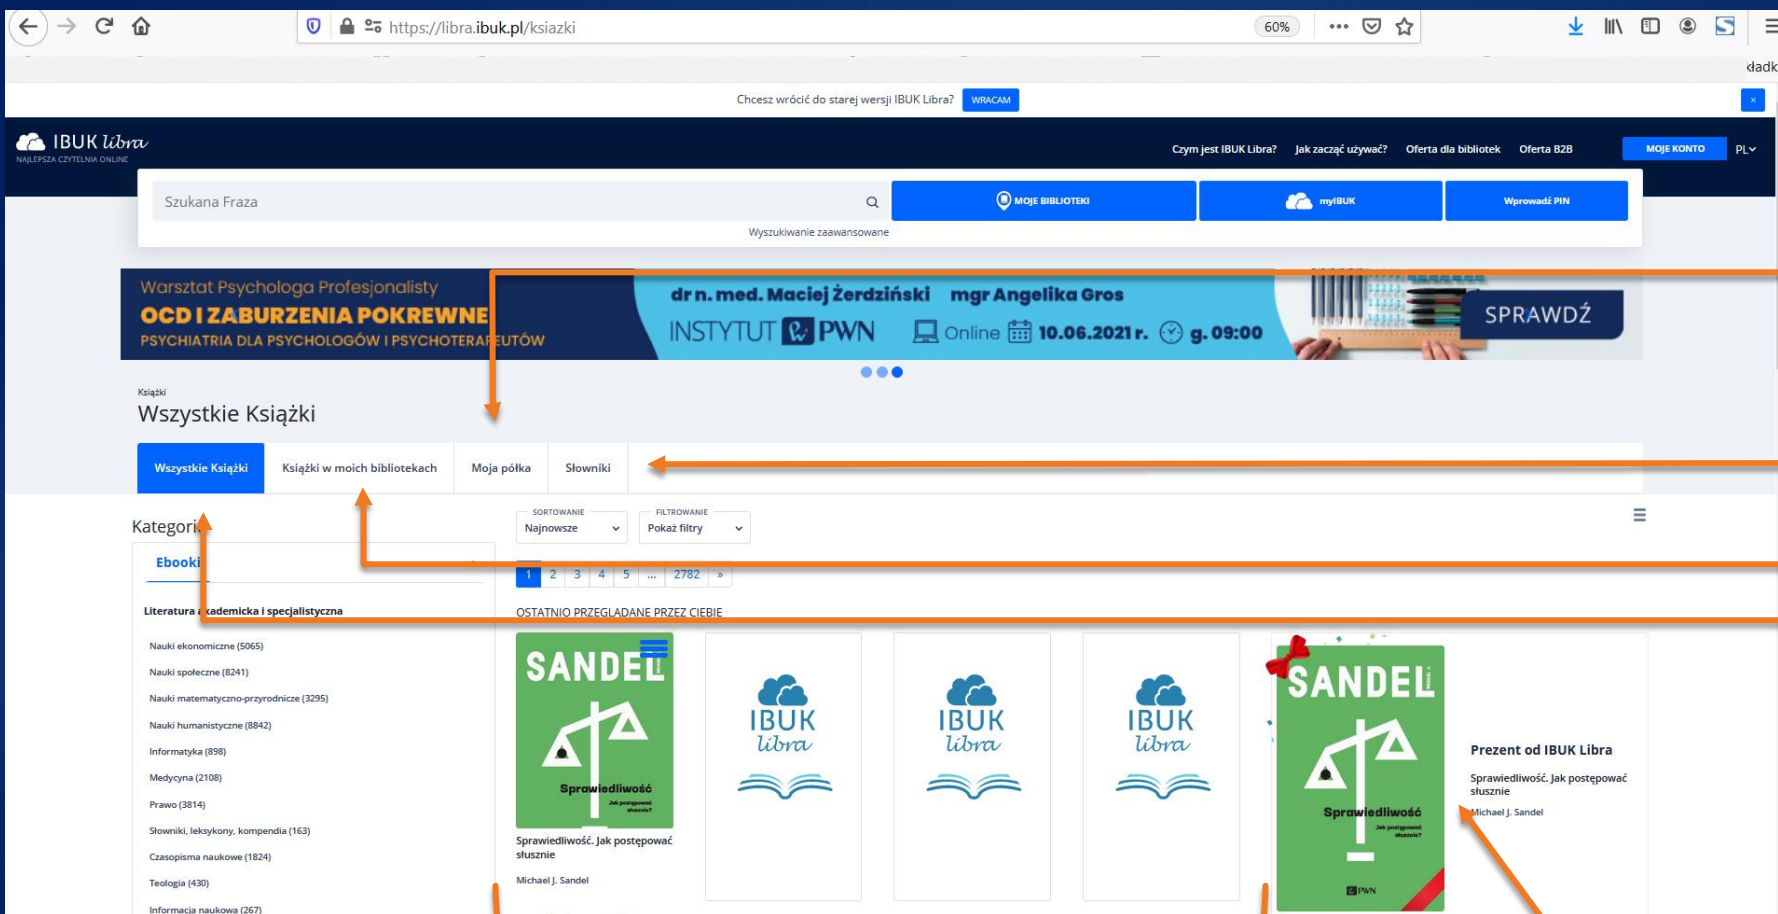 https://libra.ibuk.pl/ksiazki
60%
Chcesz wrócić do starej wersji IBUK Libra? WRACAM
×
IBUK libra
NAJLEPSZA CZYTELNIA ONLINE
Czym jest IBUK Libra? Jak zacząć używać? Oferta dla bibliotek Oferta B2B MOJE KONTO PL
Szukana Fraza
MOJE BIBLIOTEKI myIBUK Wprowadź PIN
Wyszukiwanie zaawansowane
Warsztat Psychologa Profesjonalisty
OCD I ZABURZENIA POKREWNE
PSYCHIATRIA DLA PSYCHOLOGÓW I PSYCHOTERAPEUTÓW
dr n. med. Maciej Żerdziński mgr Angelika Gros
INSTYTUT PWN Online 10.06.2021 r. g. 09:00
SPRAWDŹ
Książki
Wszystkie Książki
Wszystkie Książki Książki w moich bibliotekach Moja półka Słowniki
Kategorie
SORTOWANIE
Najnowsze
FILTROWANIE
Pokaż filtry
Ebooki
1 2 3 4 5 ... 2782 »
Literatura akademicka i specjalistyczna
Nauki ekonomiczne (5065)
Nauki społeczne (8241)
Nauki matematyczno-przyrodnicze (3295)
Nauki humanistyczne (8842)
Informatyka (898)
Medycyna (2108)
Prawo (3814)
Słowniki, leksykony, kompendia (163)
Czasopisma naukowe (1824)
Teologia (430)
Informacja naukowa (267)
OSTATNIO PRZEGLĄDANE PRZEZ CIEBIE
SANDEL
Sprawiedliwość
Jak postępować
słusznie?
Sprawiedliwość. Jak postępować
słusznie
Michael J. Sandel
IBUK
libra
IBUK
libra
IBUK
libra
SANDEL
Sprawiedliwość
Jak postępować
słusznie?
PWN
Prezent od IBUK Libra
Sprawiedliwość. Jak postępować
słusznie
Michael J. Sandel